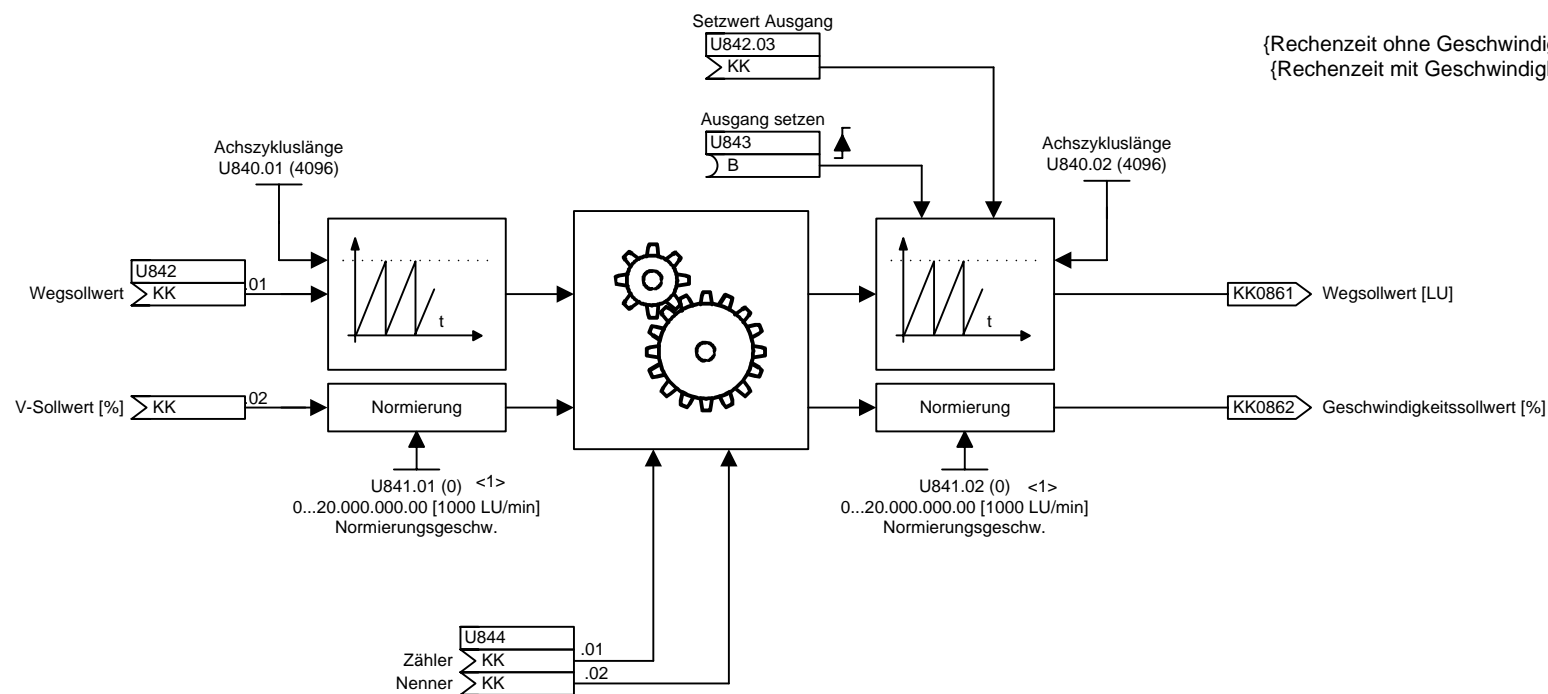 Setzwert Ausgang
U842.03
KK
{Rechenzeit ohne
{Rechenzeit mit
Ausgang setzen
U843
B
Achszykluslänge
U840.01 (4096)
Achszykluslänge
U840.02 (4096)
U842
Wegsollwert
KK
.01
t
t
KK0861
Wegsollwert [LU]
V-Sollwert [%]
KK
.02
Normierung
Normierung
KK0862
Geschwindigkeitssollwert [%]
U841.01 (0) <1>
0...20.000.000.00 [1000 LU/min]
Normierungsgeschw.
U841.02 (0) <1>
0...20.000.000.00 [1000 LU/min]
Normierungsgeschw.
U844
Zähler
KK
.01
Nenner
KK
.02